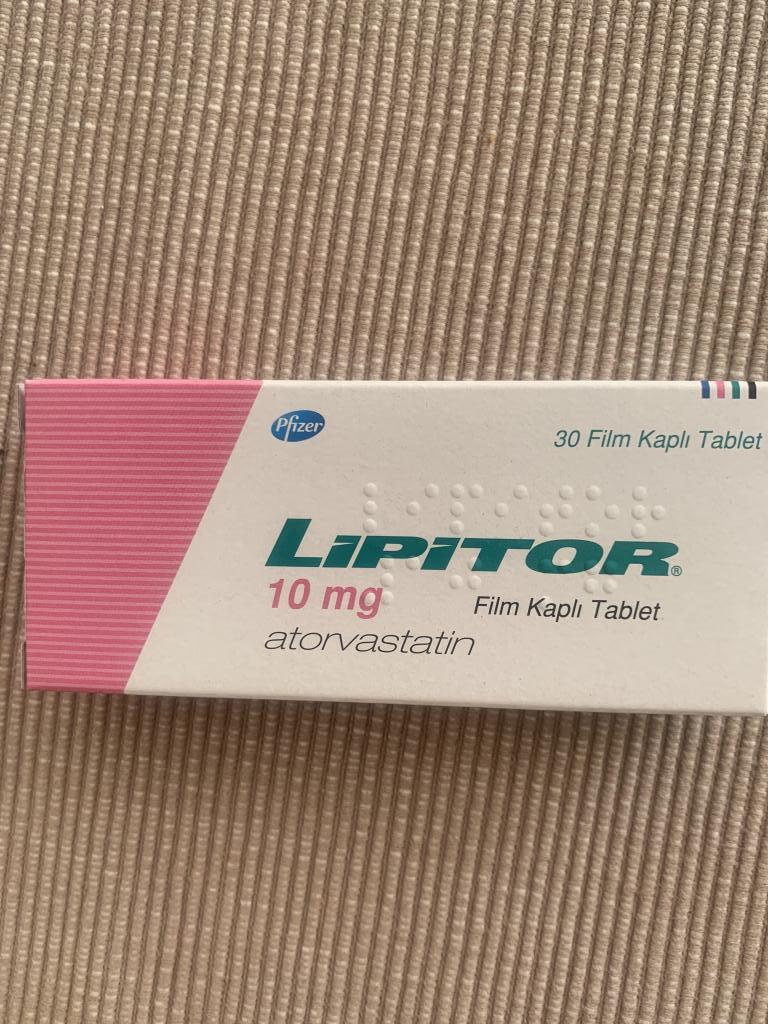 Pfizer
30 Film Kaplı Tablet
LiPiTOR®
10 mg
Film Kaplı Tablet
atorvastatin